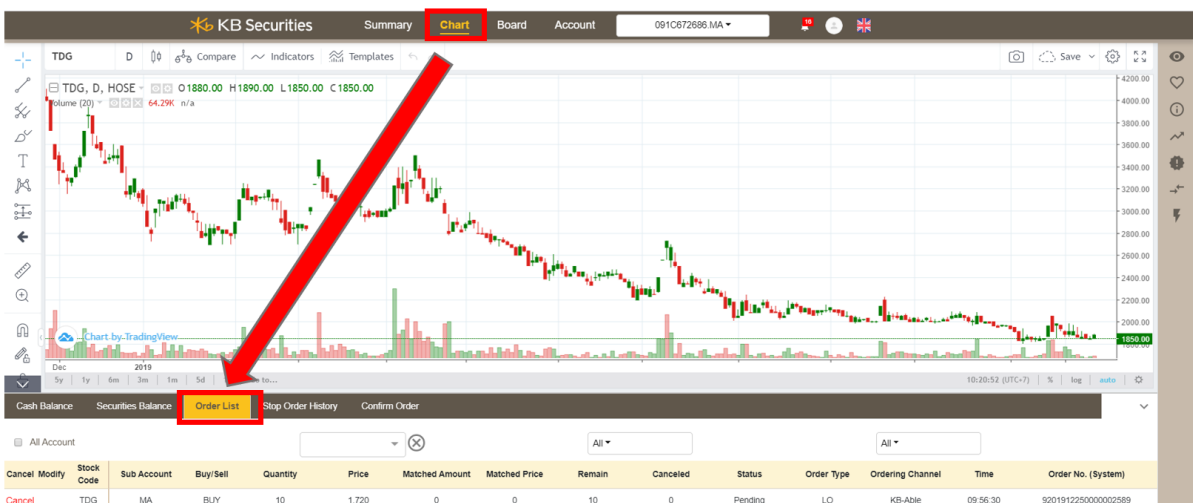 KB Securities Summary Chart Board Account 091C672686.MA 10
TDG D Compare Indicators Templates Save
TDG, D, HOSE O1880.00 H1890.00 L1850.00 C1850.00
Volume (20) 64.29K n/a
4200.00
4000.00
3800.00
3600.00
3400.00
3200.00
3000.00
2800.00
2600.00
2400.00
2200.00
2000.00
1850.00
Chart by TradingView
Dec 2019
5y 1y 6m 3m 1m 5d to... 10:20:52 (UTC+7) % log auto
Cash Balance Securities Balance Order List Stop Order History Confirm Order
All Account All All
Cancel Modify Stock Code Sub Account Buy/Sell Quantity Price Matched Amount Matched Price Remain Canceled Status Order Type Ordering Channel Time Order No. (System)
Cancel TDG MA BUY 10 1.720 0 0 10 0 Pending LO KB-Able 09:56:30 9201912250000002589